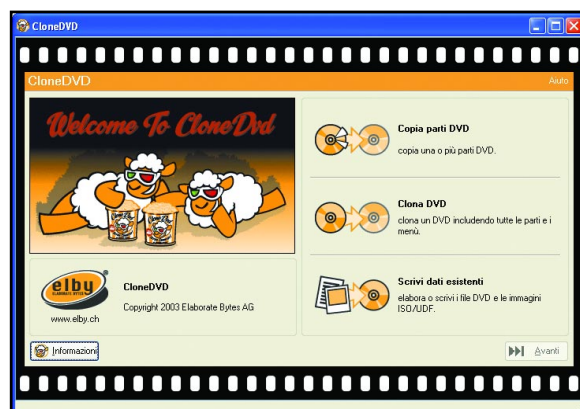 CloneDVD
CloneDVD
Aiuto
Welcome To CloneDvd
Copia parti DVD
copia una o più parti DVD.
Clona DVD
clona un DVD includendo tutte le parti e i
menù.
Scrivi dati esistenti
elabora o scrivi i file DVD e le immagini
ISO/UDF.
elby
ELABORATE BYTES
www.elby.ch
CloneDVD
Copyright 2003 Elaborate Bytes AG
Informazioni
Avanti